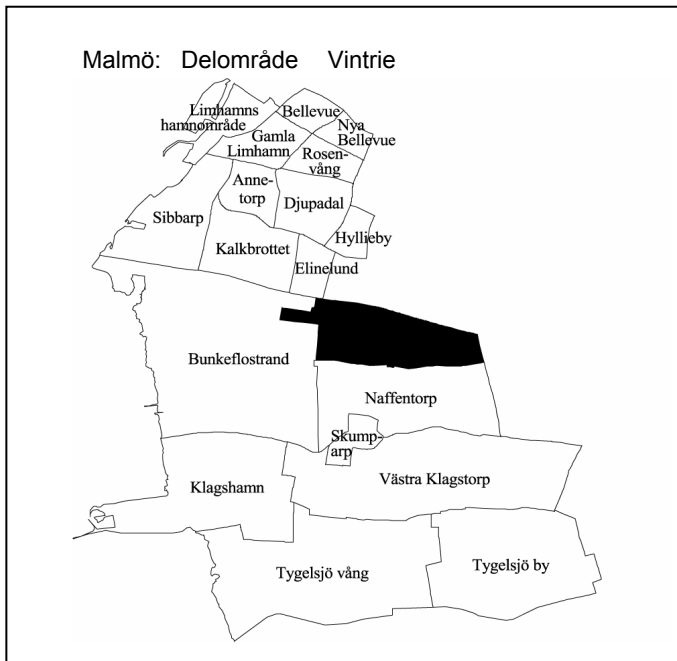 Malmö: Delområde Vintrie
Limhamns
hamnområde
Bellevue
Nya
Bellevue
Gamla
Limhamn
Rosen-
vång
Anne-
torp
Djupadal
Sibbarp
Hyllieby
Kalkbrottet
Elinelund
Bunkeflostrand
Naffentorp
Skump-
arp
Klagshamn
Västra Klagstorp
Tygelsjö vång
Tygelsjö by